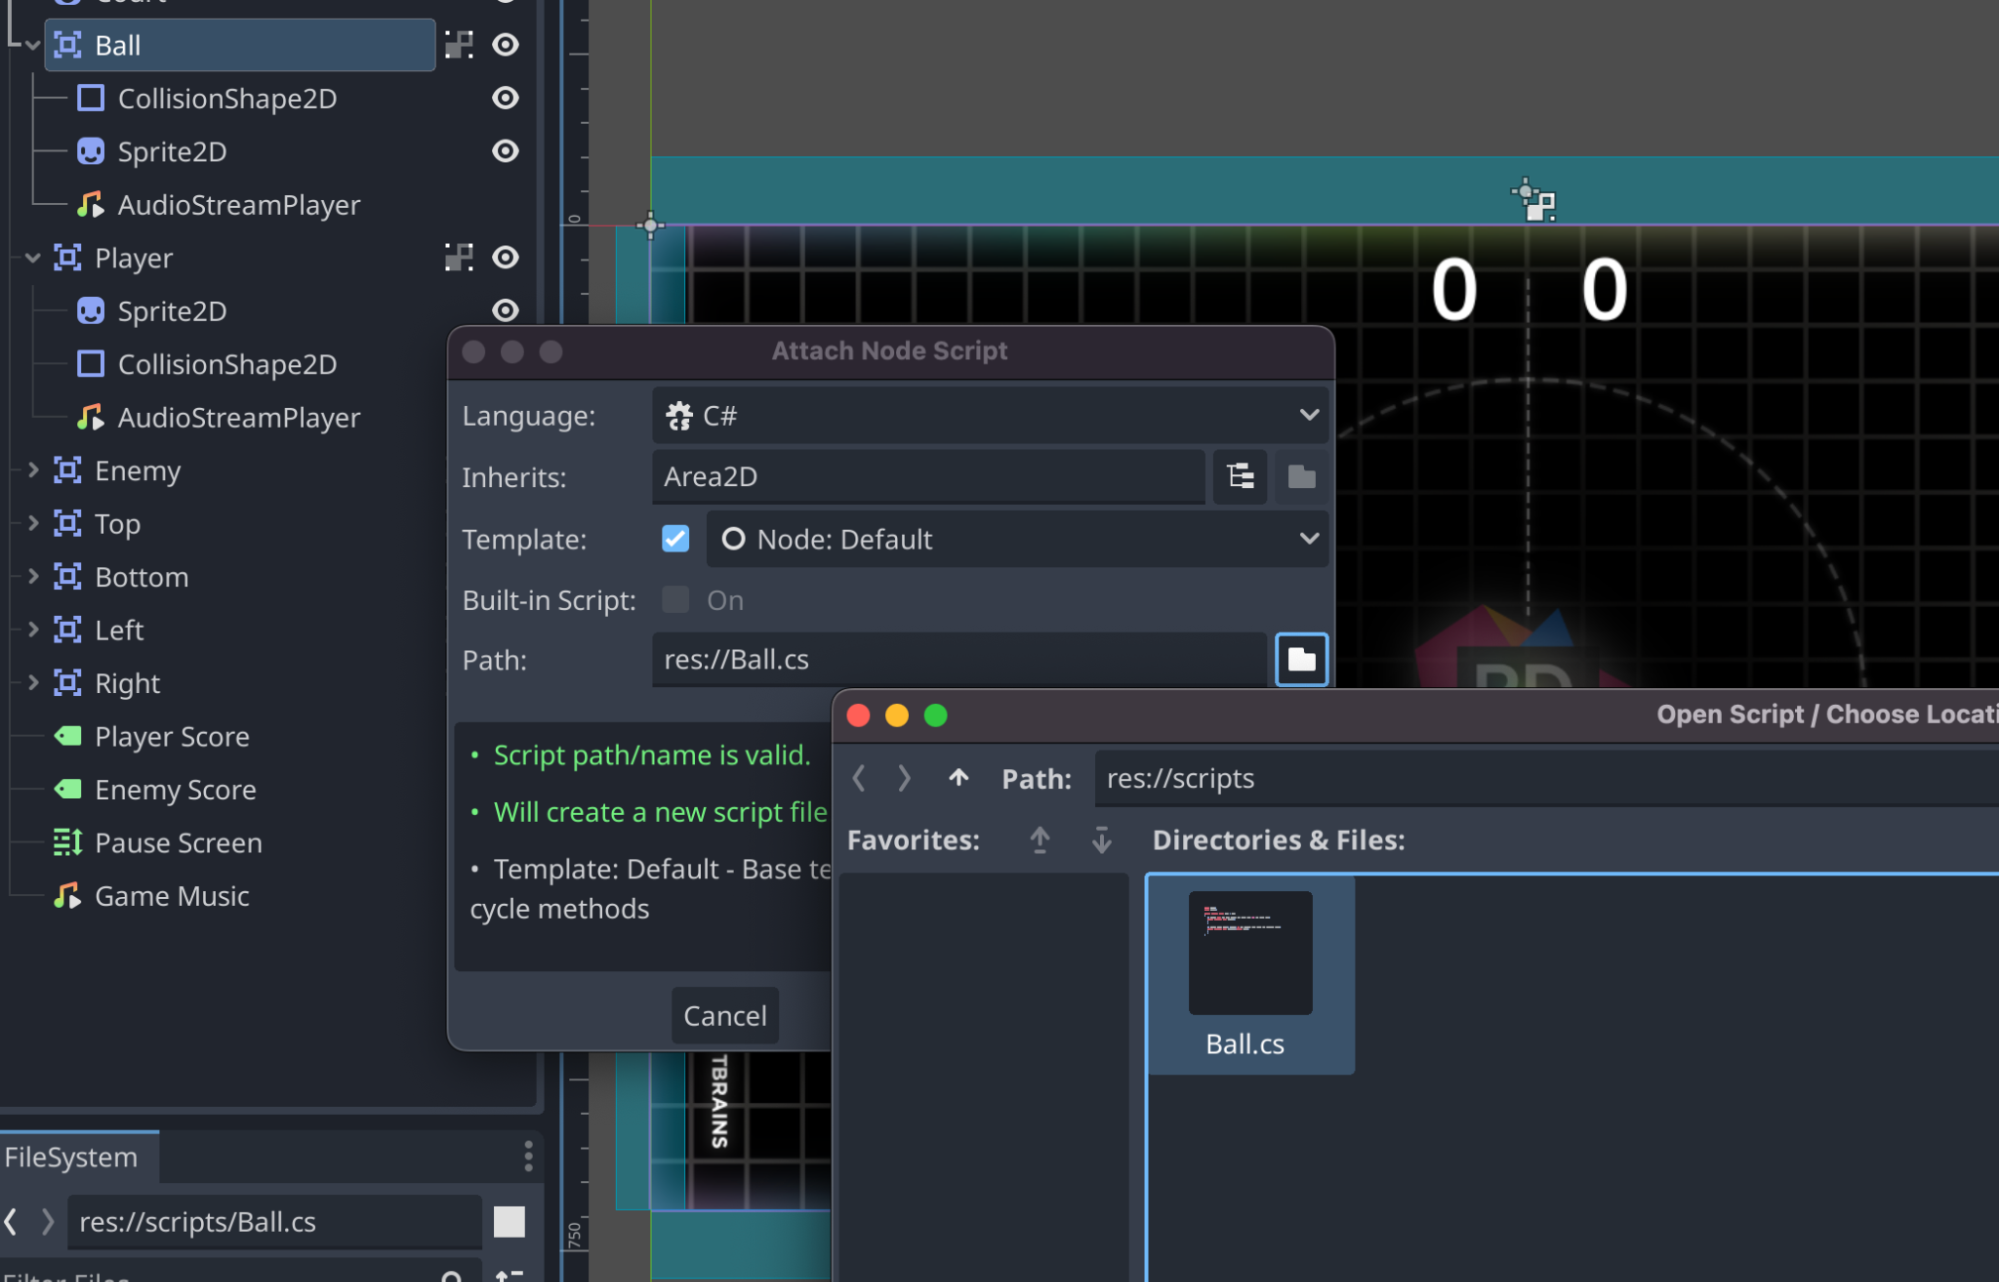 Ball
CollisionShape2D
Sprite2D
AudioStreamPlayer
Player
Sprite2D
CollisionShape2D
AudioStreamPlayer
Enemy
Top
Bottom
Left
Right
Player Score
Enemy Score
Pause Screen
Game Music
FileSystem
res://scripts/Ball.cs
0
0 0
Attach Node Script
Language: C#
Inherits: Area2D
Template: Node: Default
Built-in Script: On
Path: res://Ball.cs
• Script path/name is valid.
• Will create a new script file
• Template: Default - Base te
cycle methods
Cancel
Open Script / Choose Locati
Path: res://scripts
Favorites:
Directories & Files:
Ball.cs
TBRAINS
750